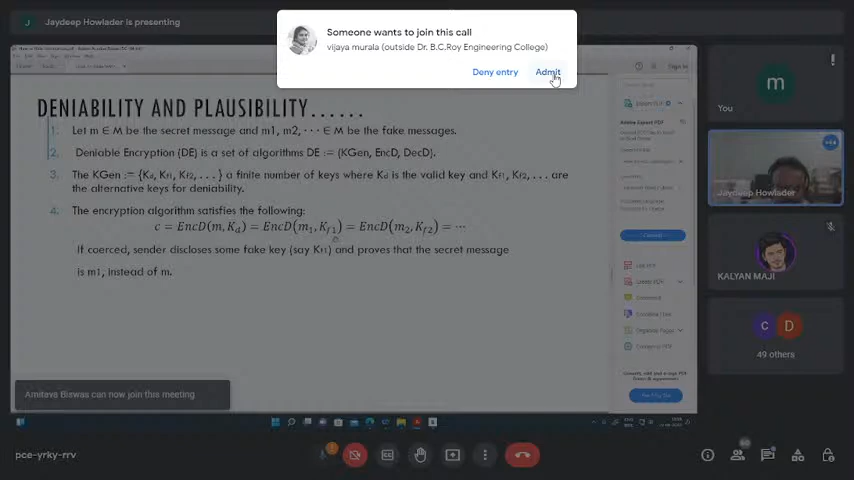 Jaydeep Howlader is presenting
Someone wants to join this call
vijaya murala (outside Dr. B.C.Roy Engineering College)
Deny entry
Admit
Sign In
DENIABILITY AND PLAUSIBILITY......
1. Let m ∈ M be the secret message and m1, m2, ··· ∈ M be the fake messages.
2. Deniable Encryption (DE) is a set of algorithms DE := {KGen, EncD, DecD}.
3. The KGen := {Kd, Kf1, Kf2, . . . } a finite number of keys where Kd is the valid key and Kf1, Kf2, . . . are
the alternative keys for deniability.
4. The encryption algorithm satisfies the following:
c = EncD(m, Kd) = EncD(m1, Kf1) = EncD(m2, Kf2) = ···
If coerced, sender discloses some fake key (say Kf1) and proves that the secret message
is m1, instead of m.
Adobe Export PDF
m
You
Jaydeep Howlader
KALYAN MAJI
C D
49 others
Amitava Biswas can now join this meeting
pce-yrky-rrv